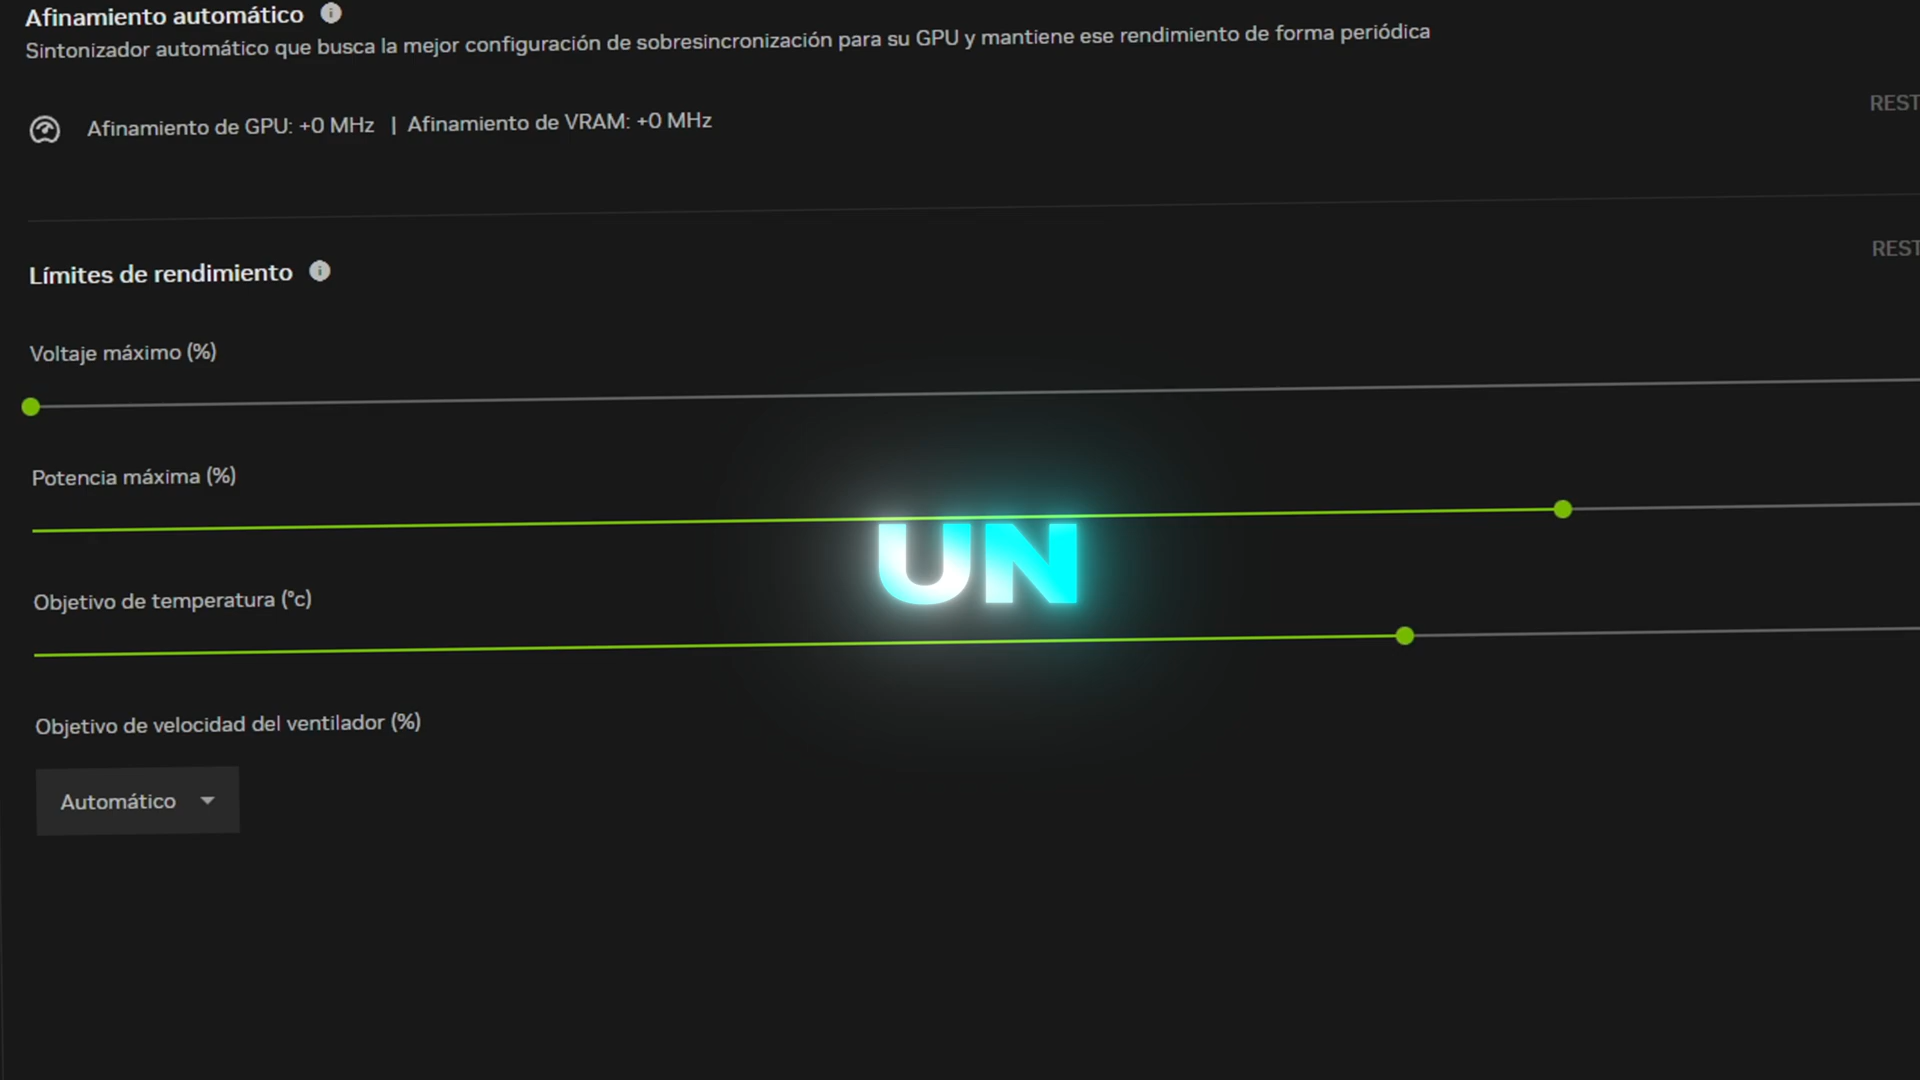 Afinamiento automático
Sintonizador automático que busca la mejor configuración de sobresincronización para su GPU y mantiene ese rendimiento de forma periódica
REST
Afinamiento de GPU: +0 MHz | Afinamiento de VRAM: +0 MHz
Límites de rendimiento
REST
Voltaje máximo (%)
Potencia máxima (%)
UN
Objetivo de temperatura (°c)
Objetivo de velocidad del ventilador (%)
Automático